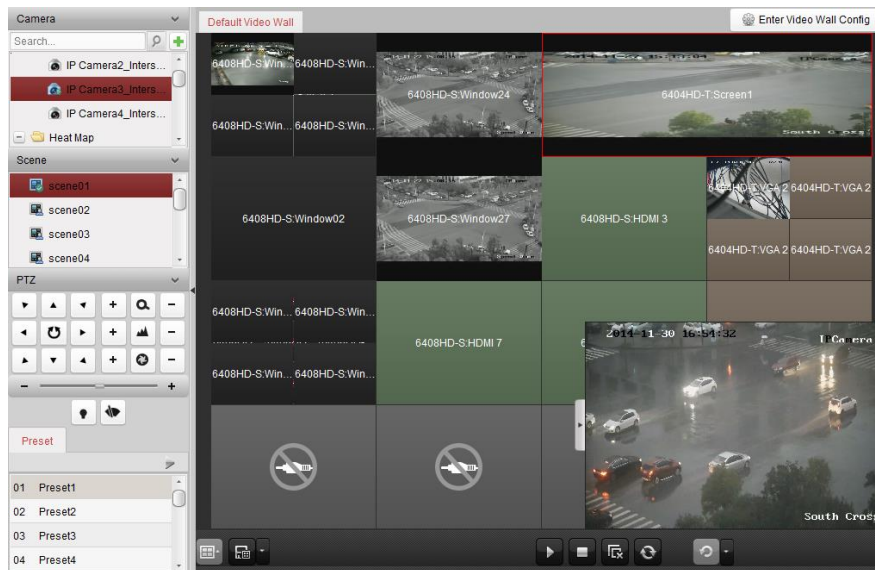 Camera
Default Video Wall
Enter Video Wall Config
Search...
IP Camera2_Inters...
IP Camera3_Inters...
IP Camera4_Inters...
Heat Map
Scene
scene01
scene02
scene03
scene04
PTZ
Preset
01 Preset1
02 Preset2
03 Preset3
04 Preset4
6408HD-S:Win... 6408HD-S:Win...
6408HD-S:Win... 6408HD-S:Win...
6408HD-S:Window24
6404HD-T:Screen1
South Cross
6408HD-S:Window02
6408HD-S:Window27
6408HD-S:HDMI 3
6404HD-T:VGA 2 6404HD-T:VGA 2
6404HD-T:VGA 2 6404HD-T:VGA 2
6408HD-S:Win... 6408HD-S:Win...
6408HD-S:Win... 6408HD-S:Win...
6408HD-S:HDMI 7
2014-11-30 16:54:32
IPCamera
South Cros